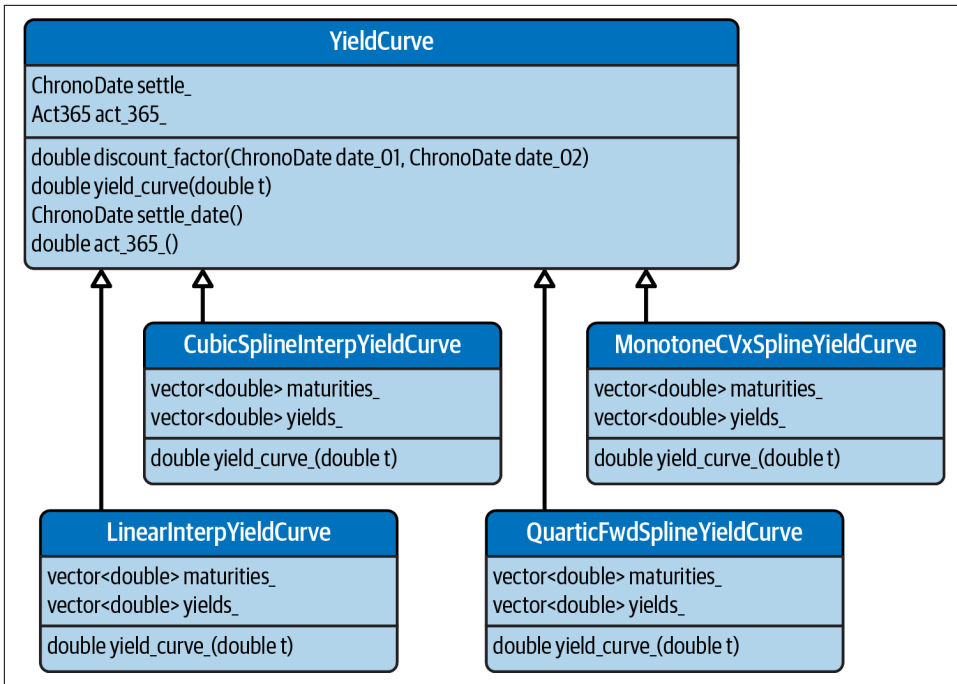 YieldCurve
ChronoDate settle_
Act365 act_365_
double discount_factor(ChronoDate date_01, ChronoDate date_02)
double yield_curve(double t)
ChronoDate settle_date()
double act_365_()
CubicSplineInterpYieldCurve
vector<double> maturities_
vector<double> yields_
double yield_curve_(double t)
MonotoneCVxSplineYieldCurve
vector<double> maturities_
vector<double> yields_
double yield_curve_(double t)
LinearInterpYieldCurve
vector<double> maturities_
vector<double> yields_
double yield_curve_(double t)
QuarticFwdSplineYieldCurve
vector<double> maturities_
vector<double> yields_
double yield_curve_(double t)